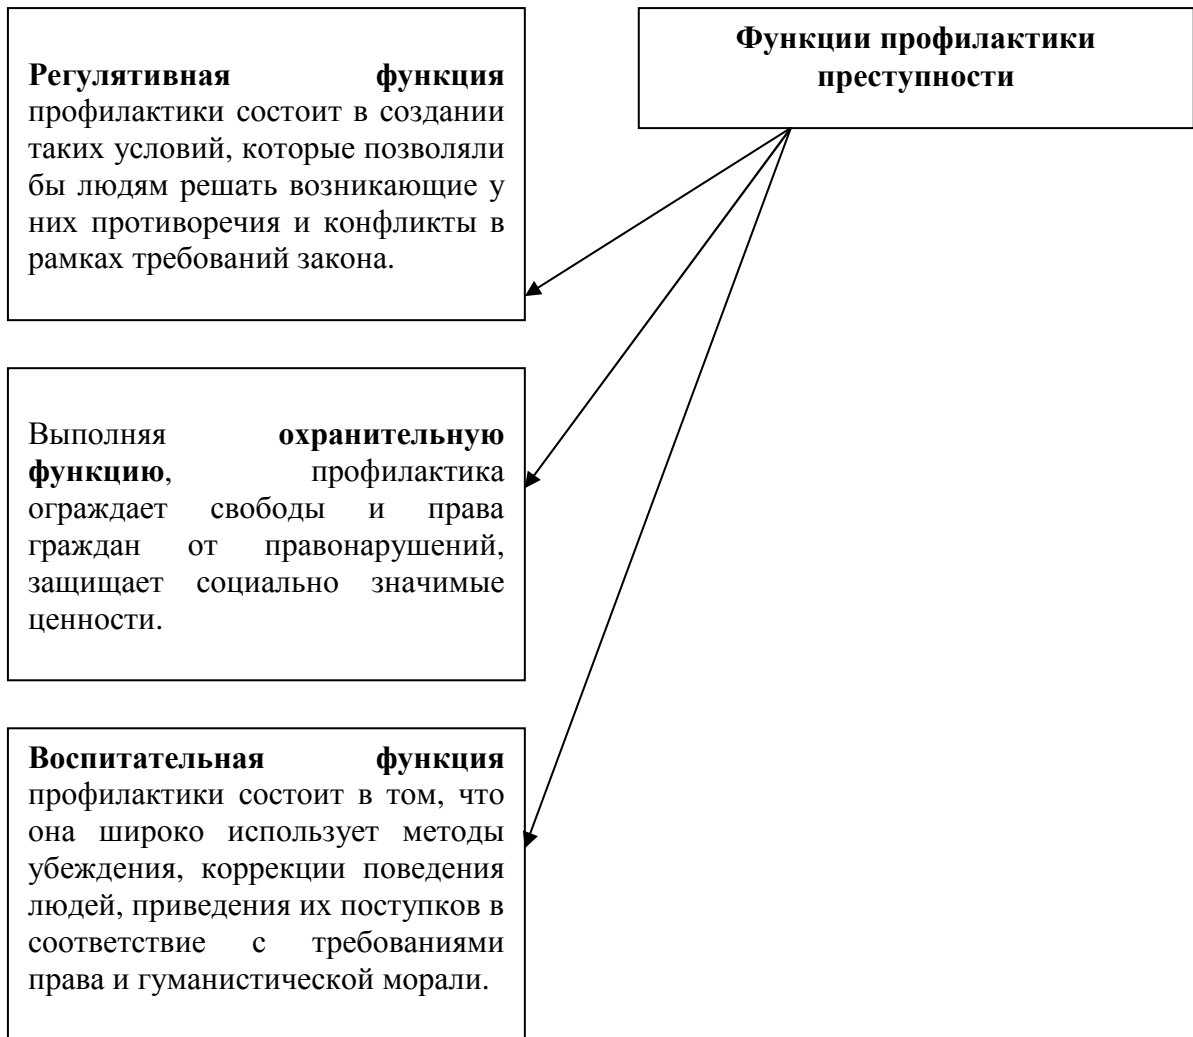 Функции профилактики
преступности
Регулятивная функция
профилактики состоит в создании
таких условий, которые позволяли
бы людям решать возникающие у
них противоречия и конфликты в
рамках требований закона.
Выполняя охранительную
функцию, профилактика
ограждает свободы и права
граждан от правонарушений,
защищает социально значимые
ценности.
Воспитательная функция
профилактики состоит в том, что
она широко использует методы
убеждения, коррекции поведения
людей, приведения их поступков в
соответствие с требованиями
права и гуманистической морали.